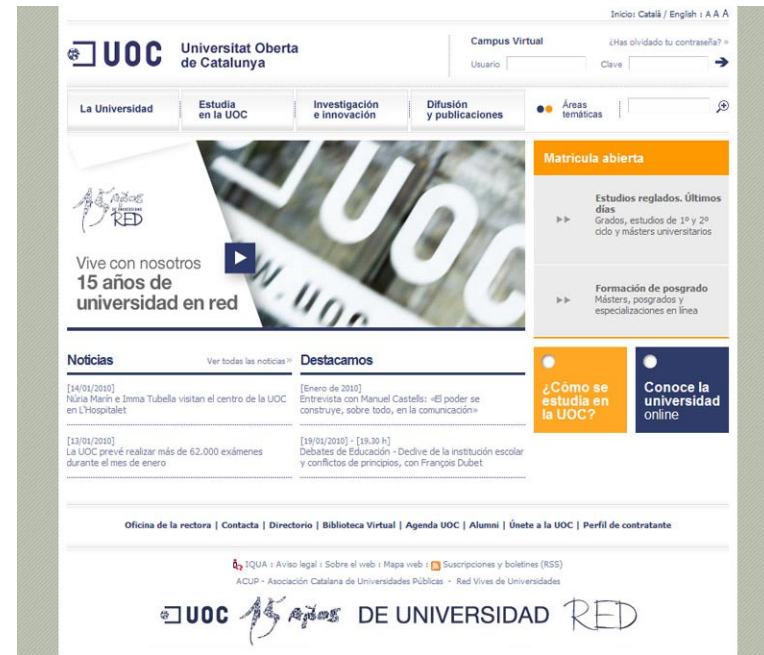 Inicio: Català / English : A A A
UOC
Universitat Oberta
de Catalunya
Campus Virtual
¿Has olvidado tu contraseña? »
Usuario
Clave
La Universidad
Estudia
en la UOC
Investigación
e innovación
Difusión
y publicaciones
Áreas
temáticas
15 años
DE UNIVERSIDAD
RED
Vive con nosotros
15 años de
universidad en red
UOC
w.uoc
Matricula abierta
Estudios reglados. Últimos
días
Grados, estudios de 1º y 2º
ciclo y másters universitarios
Formación de posgrado
Másters, posgrados y
especializaciones en línea
Noticias
Ver todas las noticias »
[14/01/2010]
Núria Marín e Imma Tubella visitan el centro de la UOC
en L'Hospitalet
[13/01/2010]
La UOC prevé realizar más de 62.000 exámenes
durante el mes de enero
Destacamos
[Enero de 2010]
Entrevista con Manuel Castells: «El poder se
construye, sobre todo, en la comunicación»
[19/01/2010] - [19.30 h]
Debates de Educación - Declive de la institución escolar
y conflictos de principios, con François Dubet
¿Cómo se
estudia en
la UOC?
Conoce la
universidad
online
Oficina de la rectora | Contacta | Directorio | Biblioteca Virtual | Agenda UOC | Alumni | Únete a la UOC | Perfil de contratante
IQUA : Aviso legal : Sobre el web : Mapa web : Suscripciones y boletines (RSS)
ACUP - Asociación Catalana de Universidades Públicas - Red Vives de Universidades
UOC 15 años DE UNIVERSIDAD RED